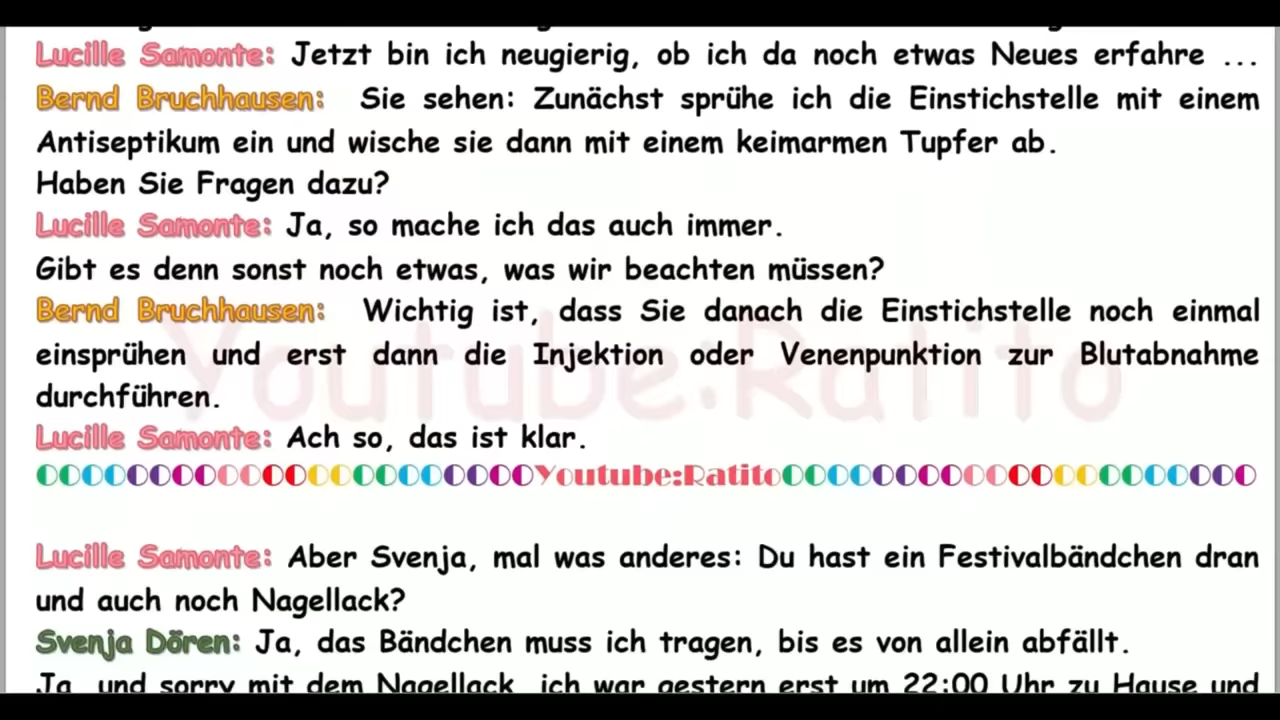 Lucille Samonte: Jetzt bin ich neugierig, ob ich da noch etwas Neues erfahre ...
Bernd Bruchhausen: Sie sehen: Zunächst sprühe ich die Einstichstelle mit einem
Antiseptikum ein und wische sie dann mit einem keimarmen Tupfer ab.
Haben Sie Fragen dazu?
Lucille Samonte: Ja, so mache ich das auch immer.
Gibt es denn sonst noch etwas, was wir beachten müssen?
Bernd Bruchhausen: Wichtig ist, dass Sie danach die Einstichstelle noch einmal
einsprühen und erst dann die Injektion oder Venenpunktion zur Blutabnahme
durchführen.
Youtube:Ratito
Lucille Samonte: Ach so, das ist klar.
Youtube:Ratito
Lucille Samonte: Aber Svenja, mal was anderes: Du hast ein Festivalbändchen dran
und auch noch Nagellack?
Svenja Dören: Ja, das Bändchen muss ich tragen, bis es von allein abfällt.
Ja, und sorry mit dem Nagellack, ich war gestern erst um 22:00 Uhr zu Hause und